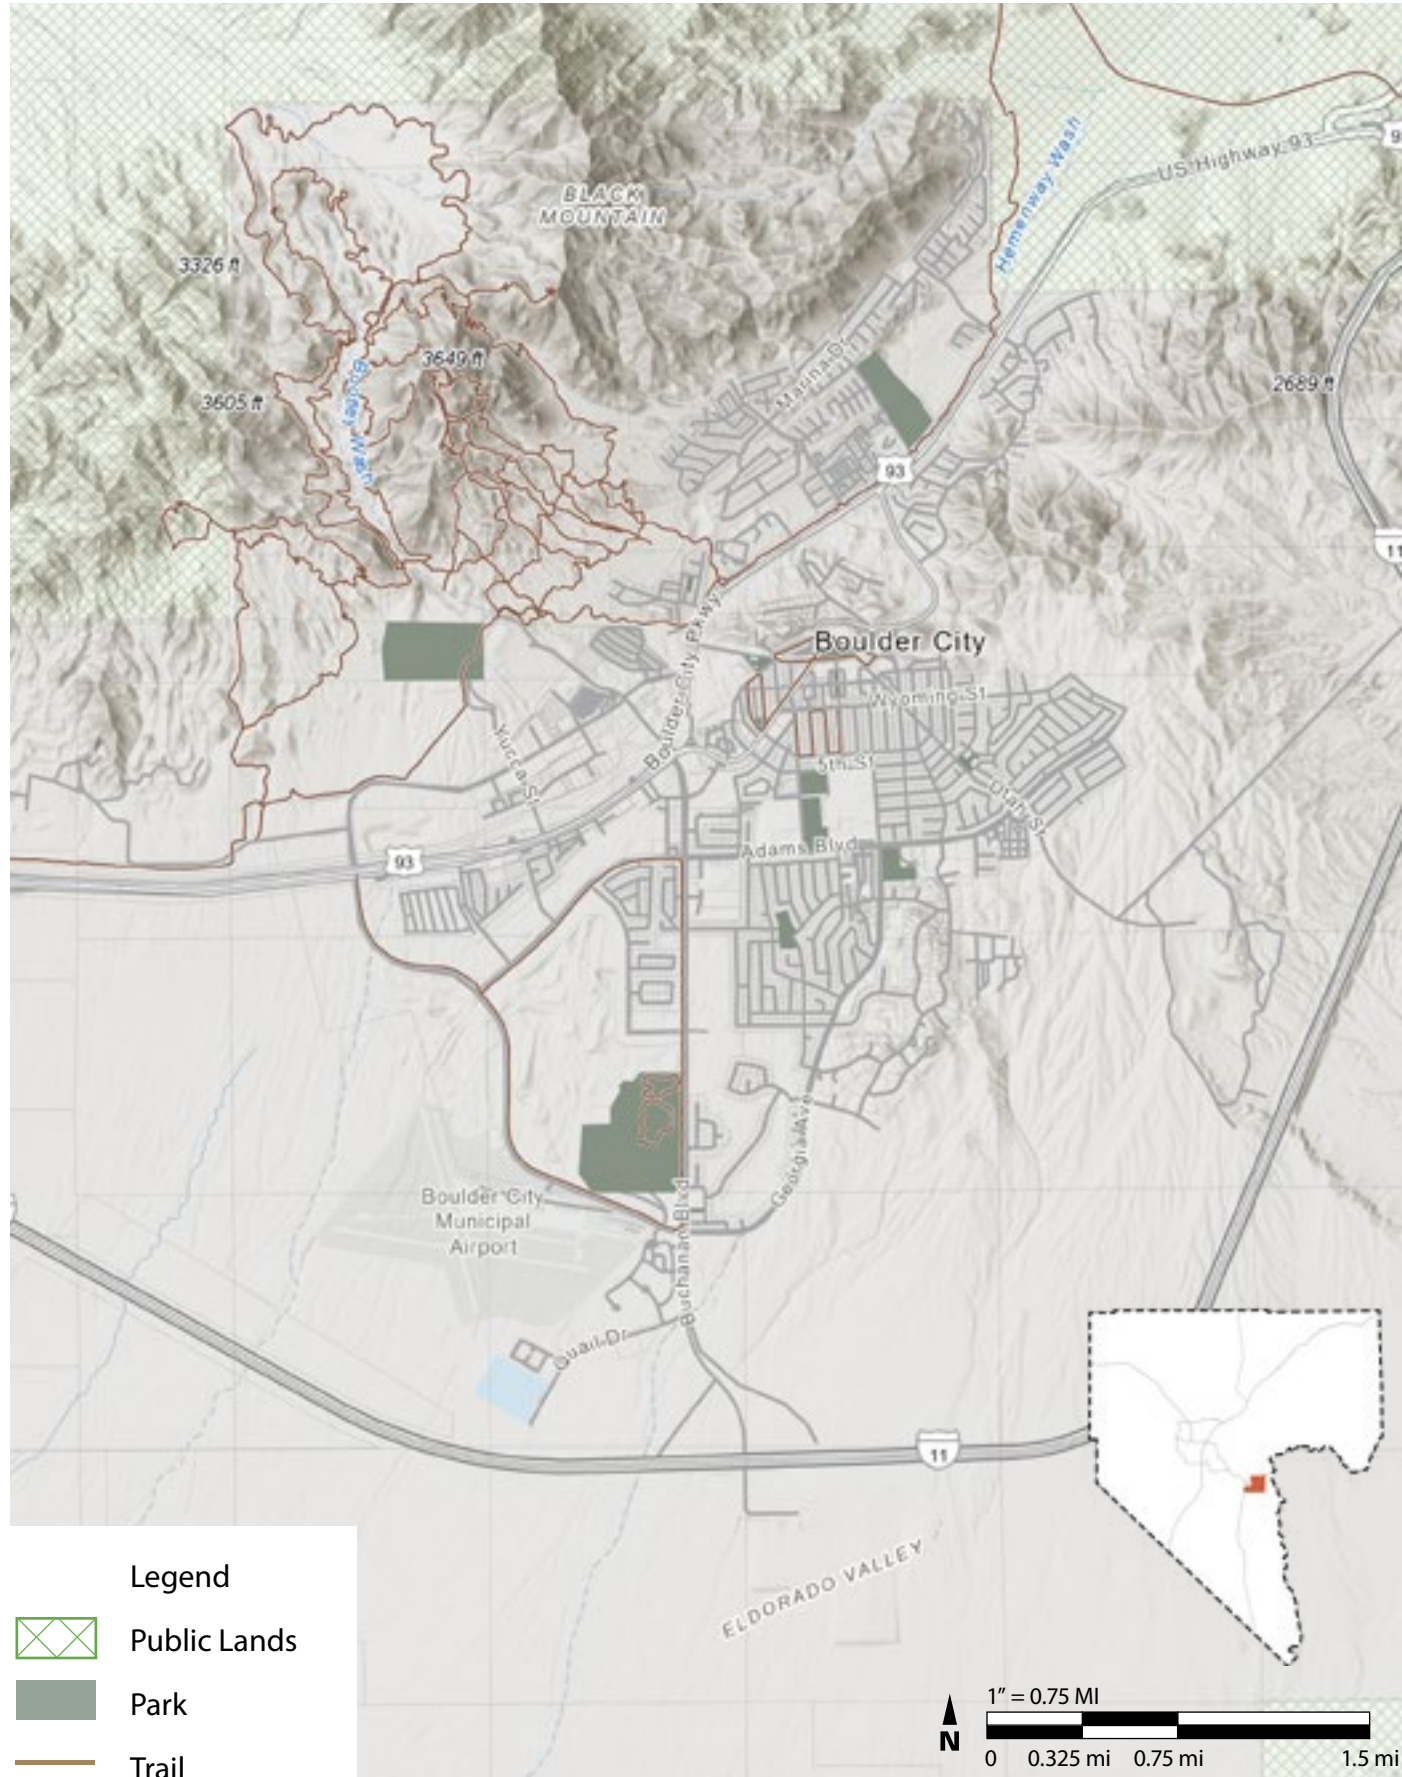 BLACK
MOUNTAIN
Hemenway Wash
US Highway 93
3326 ft
3649 ft
3605 ft
Marina Dr
2689 ft
93
11
Boulder City Pkwy
Boulder City
Wyoming St
Yucca St
5th St
Utah St
Adams Blvd
93
Boulder City
Municipal
Airport
Georgia Ave
Buchanan Blvd
Quail Dr
11
ELDORADO VALLEY
Legend
Public Lands
Park
Trail
N
1” = 0.75 MI
0 0.325 mi 0.75 mi 1.5 mi